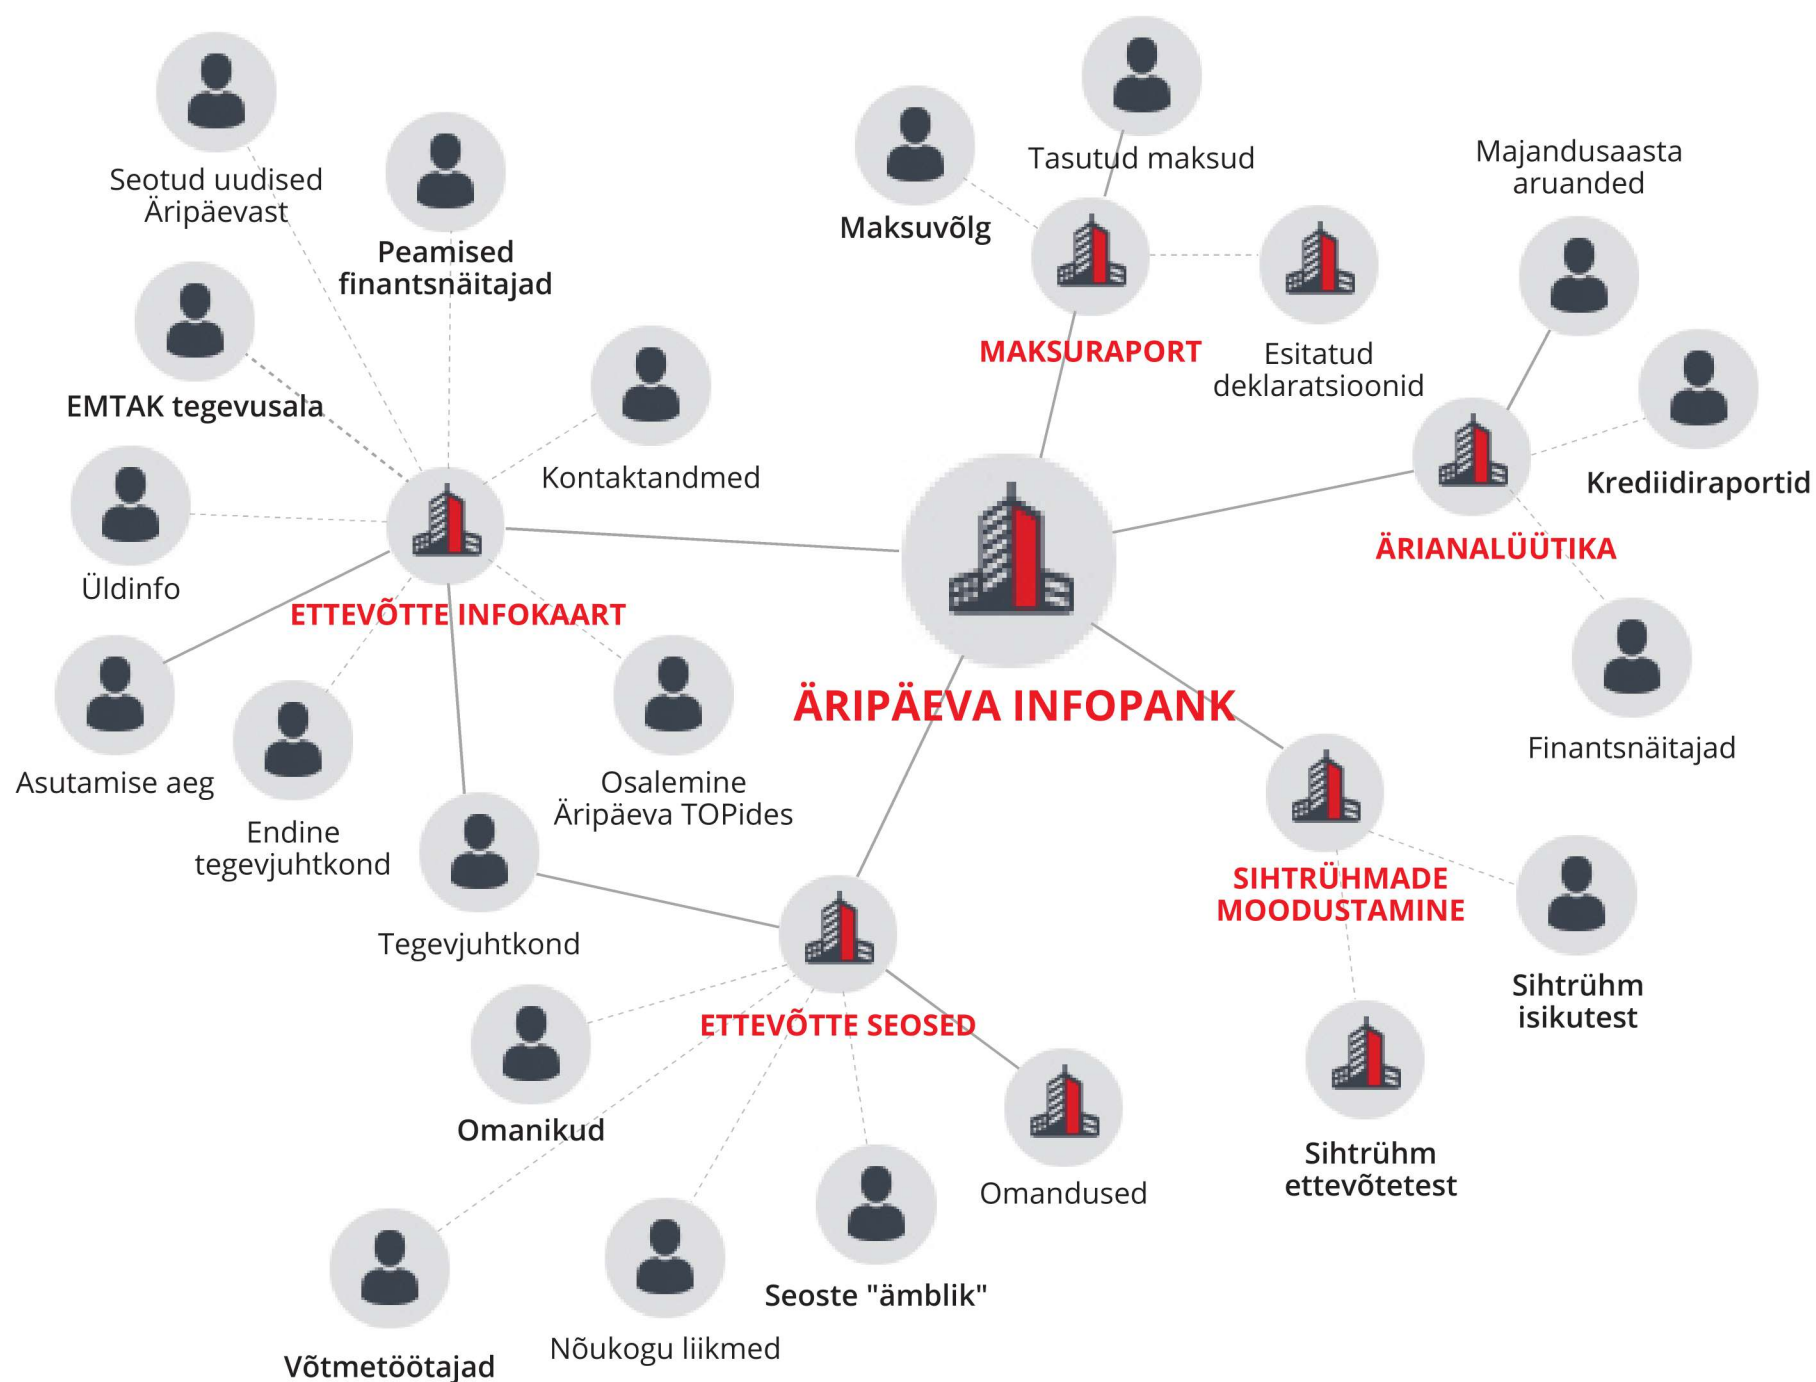 Seotud uudised
Äripäevast
Peamised
finantsnäitajad
EMTAK tegevusala
Kontaktandmed
Üldinfo
ETTEVÕTTE INFOKAART
Asutamise aeg
Endine
tegevjuhtkond
Osalemine
Äripäeva TOPides
Tegevjuhtkond
Maksuvõlg
Tasutud maksud
MAKSURAPORT
Esitatud
deklaratsioonid
Majandusaasta
aruanded
Krediidiraportid
ÄRIANALÜÜTIKA
Finantsnäitajad
ÄRIPÄEVA INFOPANK
SIHTRÜHMADE
MOODUSTAMINE
Sihtrühm
isikutest
Sihtrühm
ettevõtetest
ETTEVÕTTE SEOSED
Omanikud
Omandused
Seoste "ämblik"
Nõukogu liikmed
Võtmetöötajad